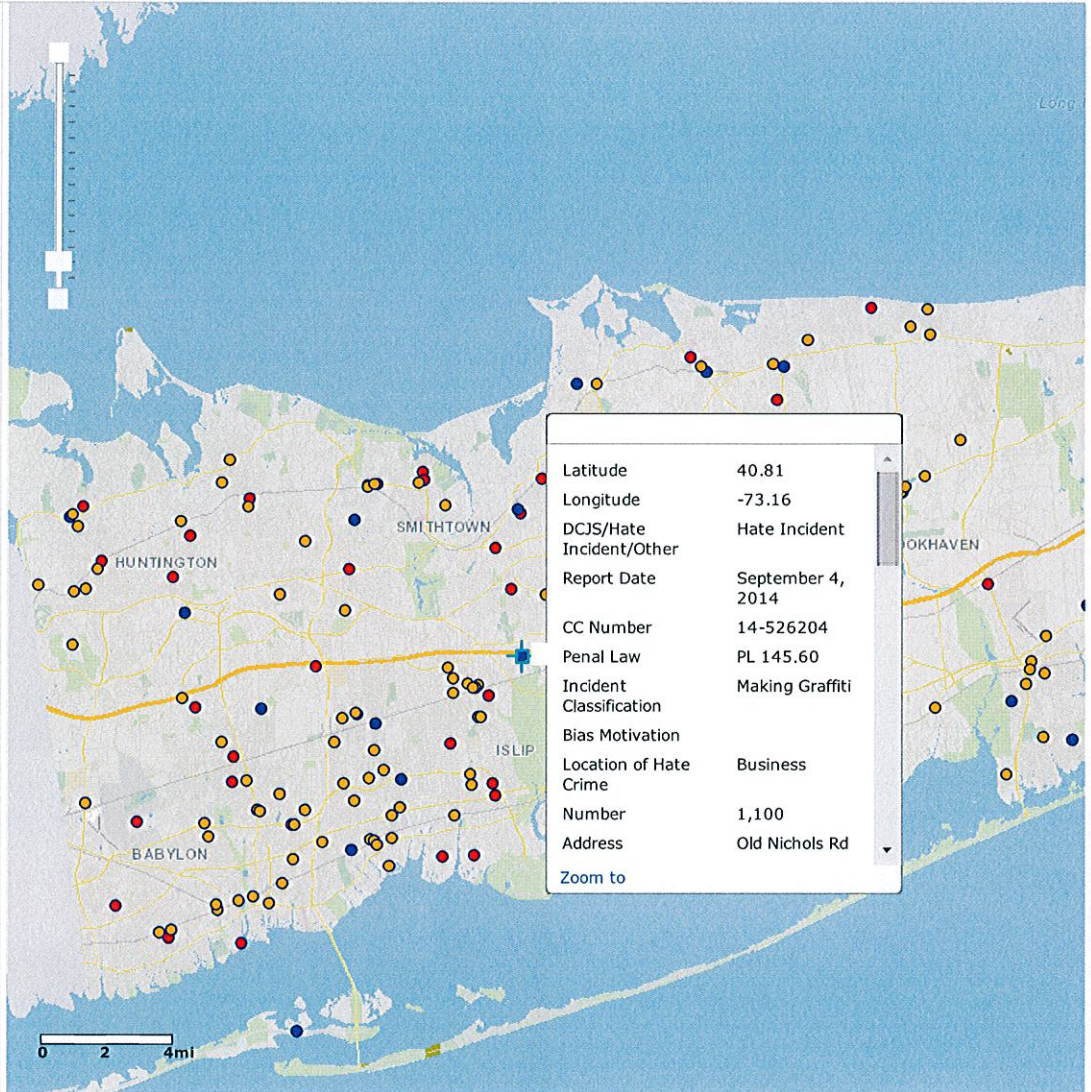 Long
SMITHTOWN
HUNTINGTON
OOKHAVEN
ISLIP
BABYLON
Latitude 40.81
Longitude -73.16
DCJS/Hate Hate Incident
Incident/Other
Report Date September 4,
2014
CC Number 14-526204
Penal Law PL 145.60
Incident Making Graffiti
Classification
Bias Motivation
Location of Hate Business
Crime
Number 1,100
Address Old Nichols Rd
Zoom to
0 2 4mi